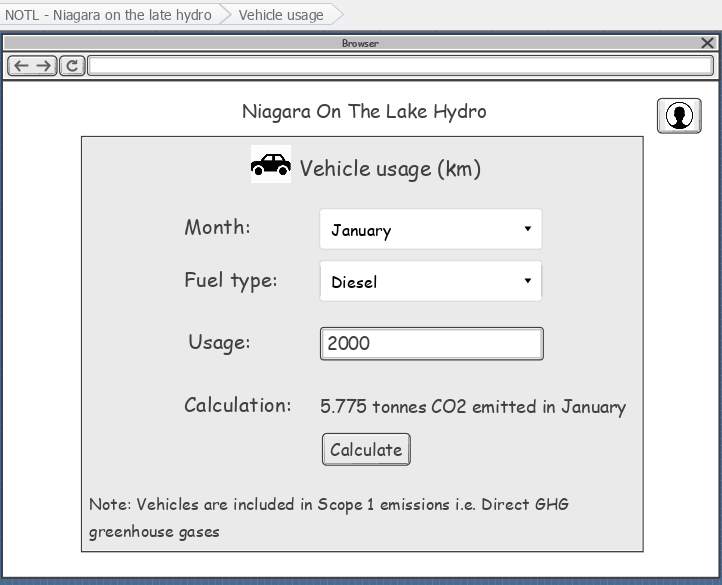 NOTL - Niagara on the late hydro Vehicle usage
Browser
Niagara On The Lake Hydro
Vehicle usage (km)
Month: January
Fuel type: Diesel
Usage: 2000
Calculation: 5.775 tonnes CO2 emitted in January
Calculate
Note: Vehicles are included in Scope 1 emissions i.e. Direct GHG
greenhouse gases